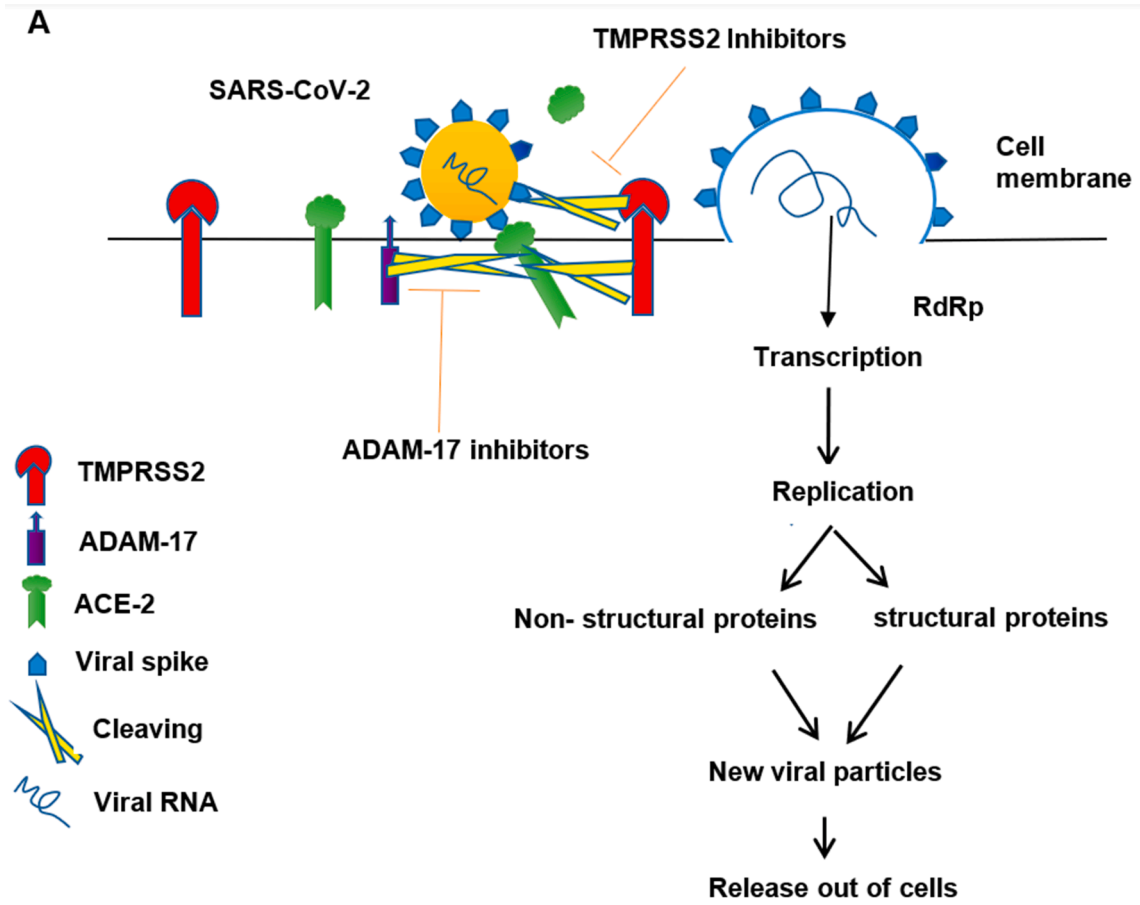 A
TMPRSS2 Inhibitors
SARS-CoV-2
Cell
membrane
RdRp
Transcription
ADAM-17 inhibitors
TMPRSS2
Replication
ADAM-17
ACE-2
Non- structural proteins
structural proteins
Viral spike
Cleaving
New viral particles
Viral RNA
Release out of cells